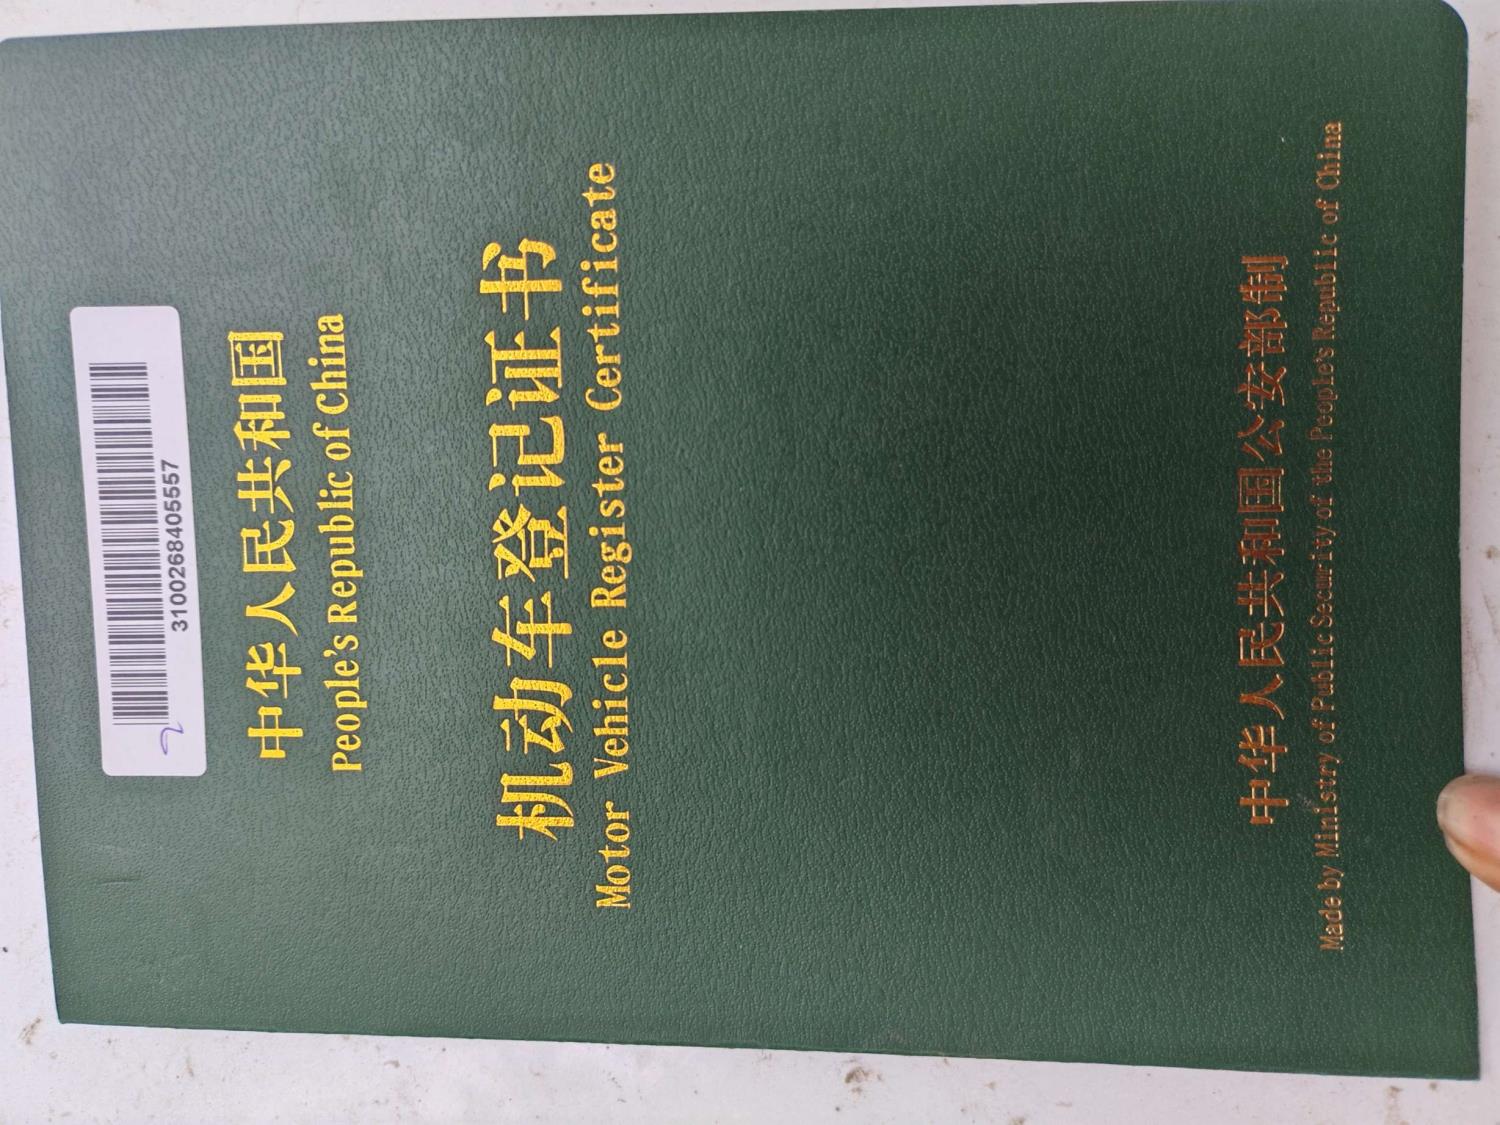 310026840555​7
中华人民共和国
People's Republic of China
机动车登记证书
Motor Vehicle Register Certificate
中华人民共和国公安部制
Made by Ministry of Public Security of the People's Republic of China